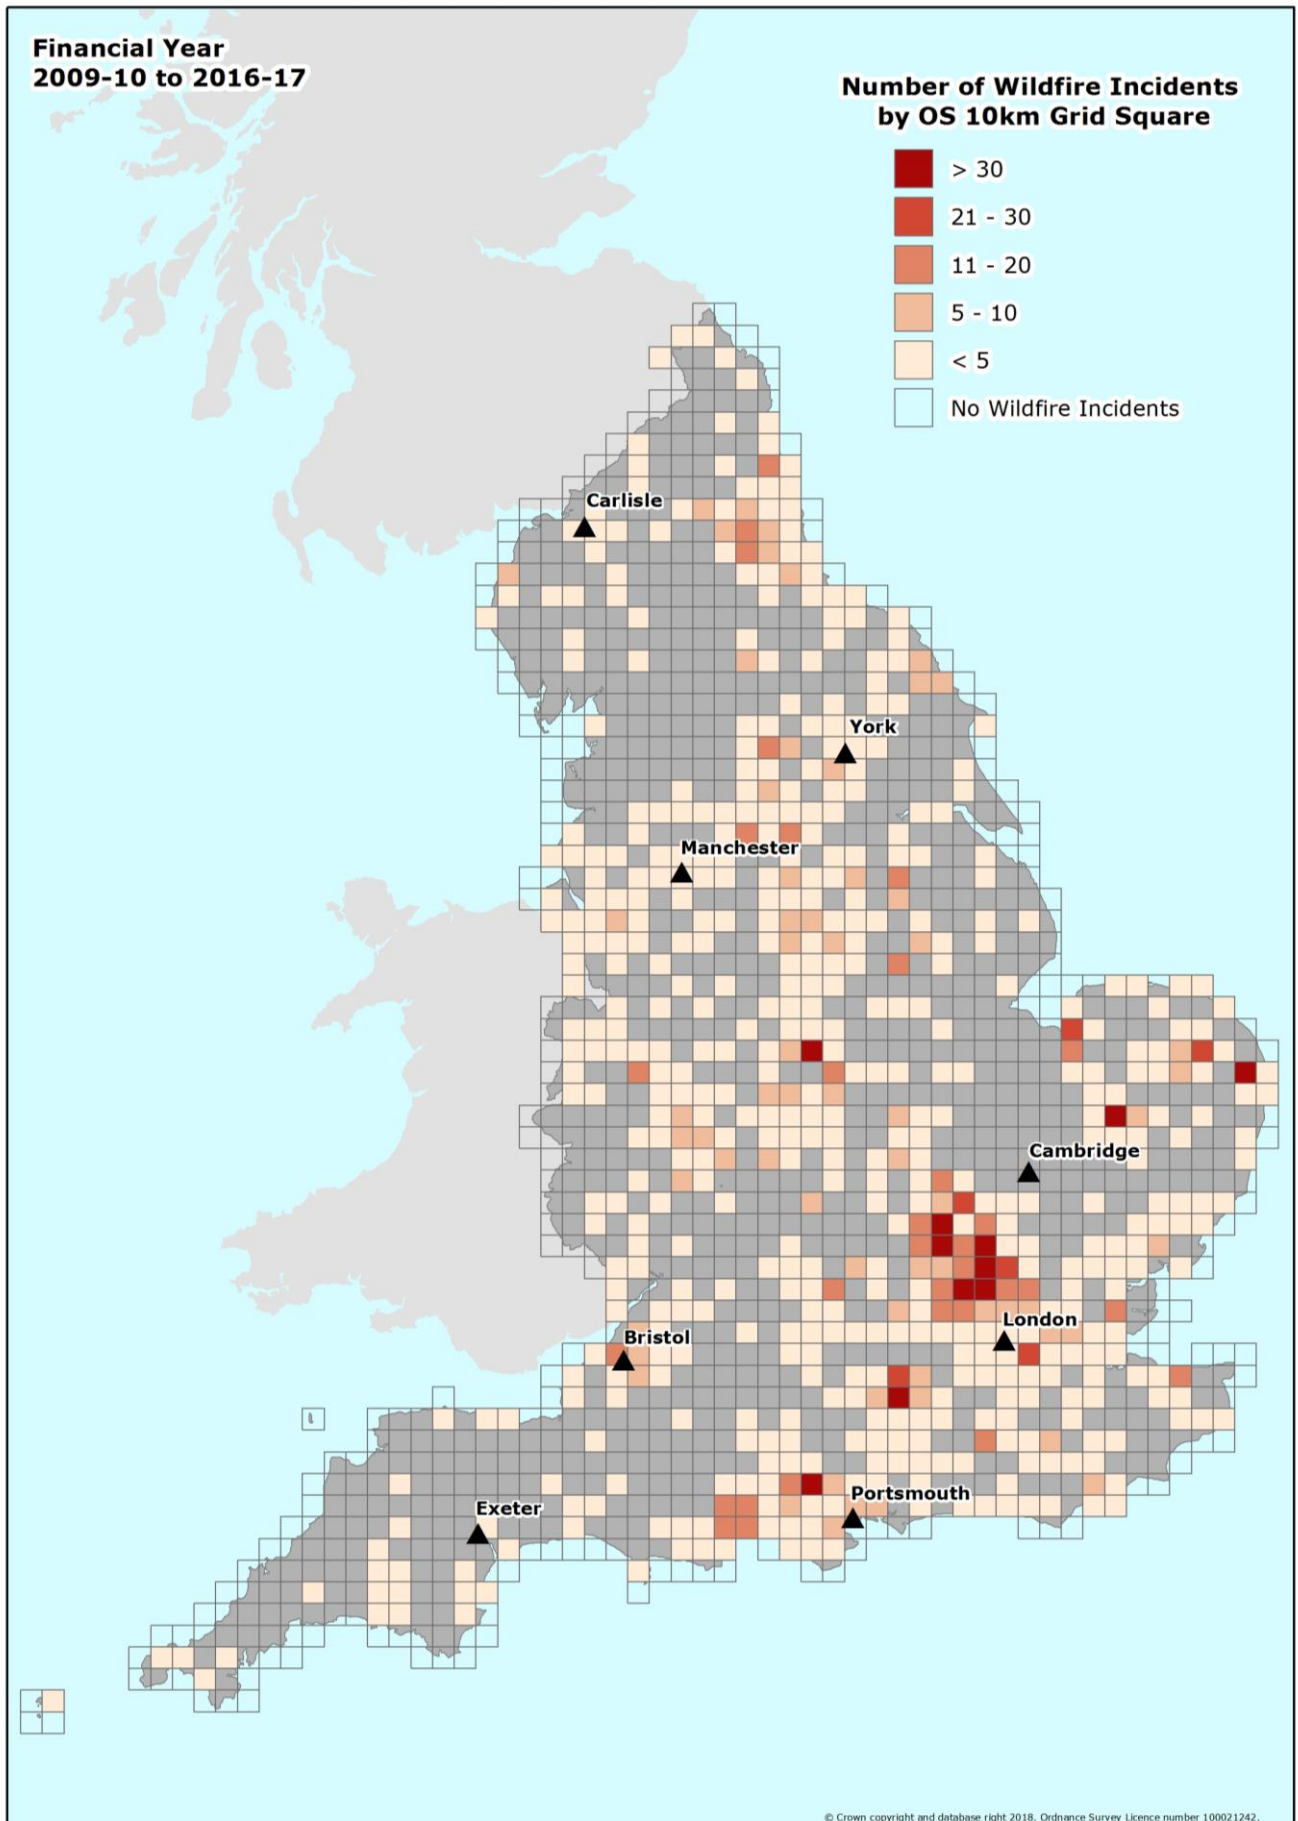 Financial Year
2009-10 to 2016-17
Number of Wildfire Incidents
by OS 10km Grid Square
> 30
21 - 30
11 - 20
5 - 10
< 5
No Wildfire Incidents
Carlisle
York
Manchester
Cambridge
London
Bristol
Portsmouth
Exeter
© Crown copyright and database right 2018. Ordnance Survey Licence number 100021242.